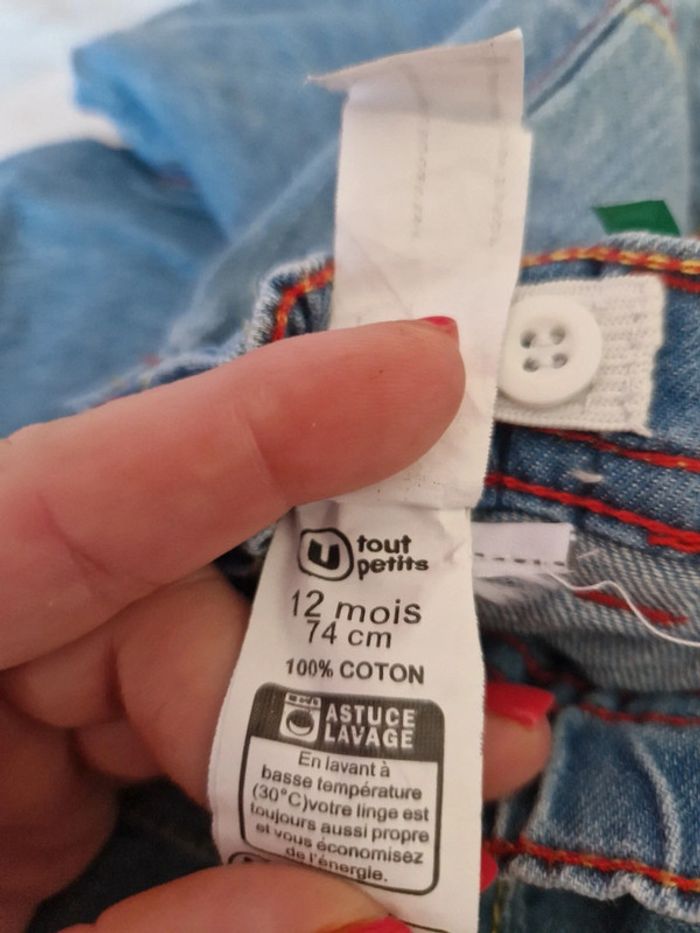 U tout
petits
12 mois
74 cm
100% COTON
ASTUCE
LAVAGE
En lavant à
basse température
(30°C)votre linge est
toujours aussi propre
et vous économisez
de l'énergie.